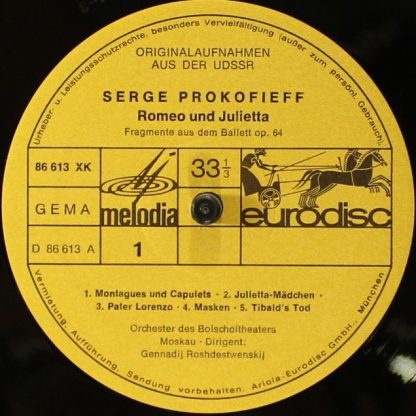 Urheber- u. Leistungsschutzrechte, besonders Vervielfältigung (außer zum persönl. Gebrauch),
ORIGINALAUFNAHMEN
AUS DER UDSSR
SERGE PROKOFIEFF
Romeo und Julietta
Fragmente aus dem Ballett op. 64
86 613 XK
33 1/3
GEMA
melodia
eurodisc
D 86 613 A
1
1. Montagues und Capulets · 2. Julietta-Mädchen ·
3. Pater Lorenzo · 4. Masken · 5. Tibald's Tod
Orchester des Bolschoitheaters
Moskau - Dirigent:
Gennadij Roshdestwenskij
Vermierung, Aufführung, Sendung vorbehalten. Ariola-Eurodisc GmbH., München